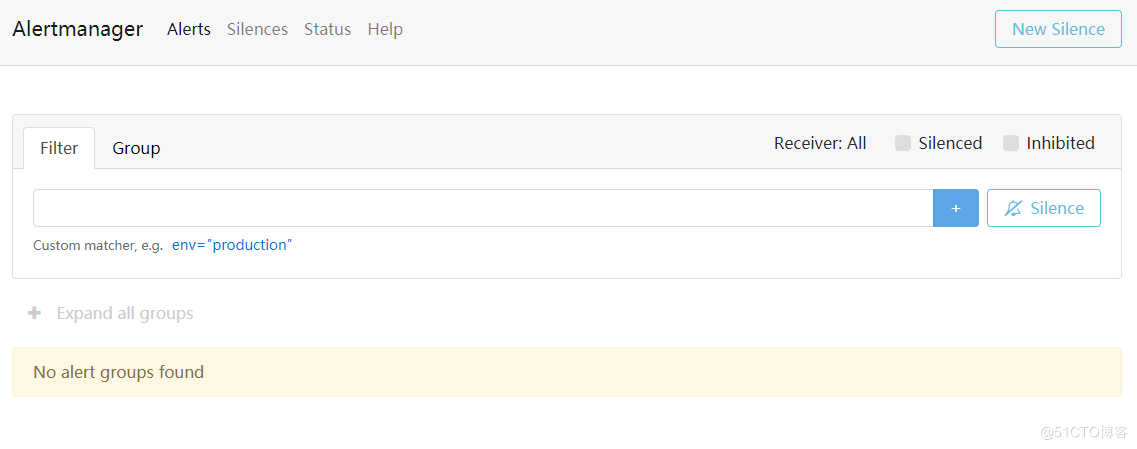 Alertmanager Alerts Silences Status Help New Silence
Filter Group Receiver: All Silenced Inhibited
+ Silence
Custom matcher, e.g. env="production"
+ Expand all groups
No alert groups found
@51CTO博客